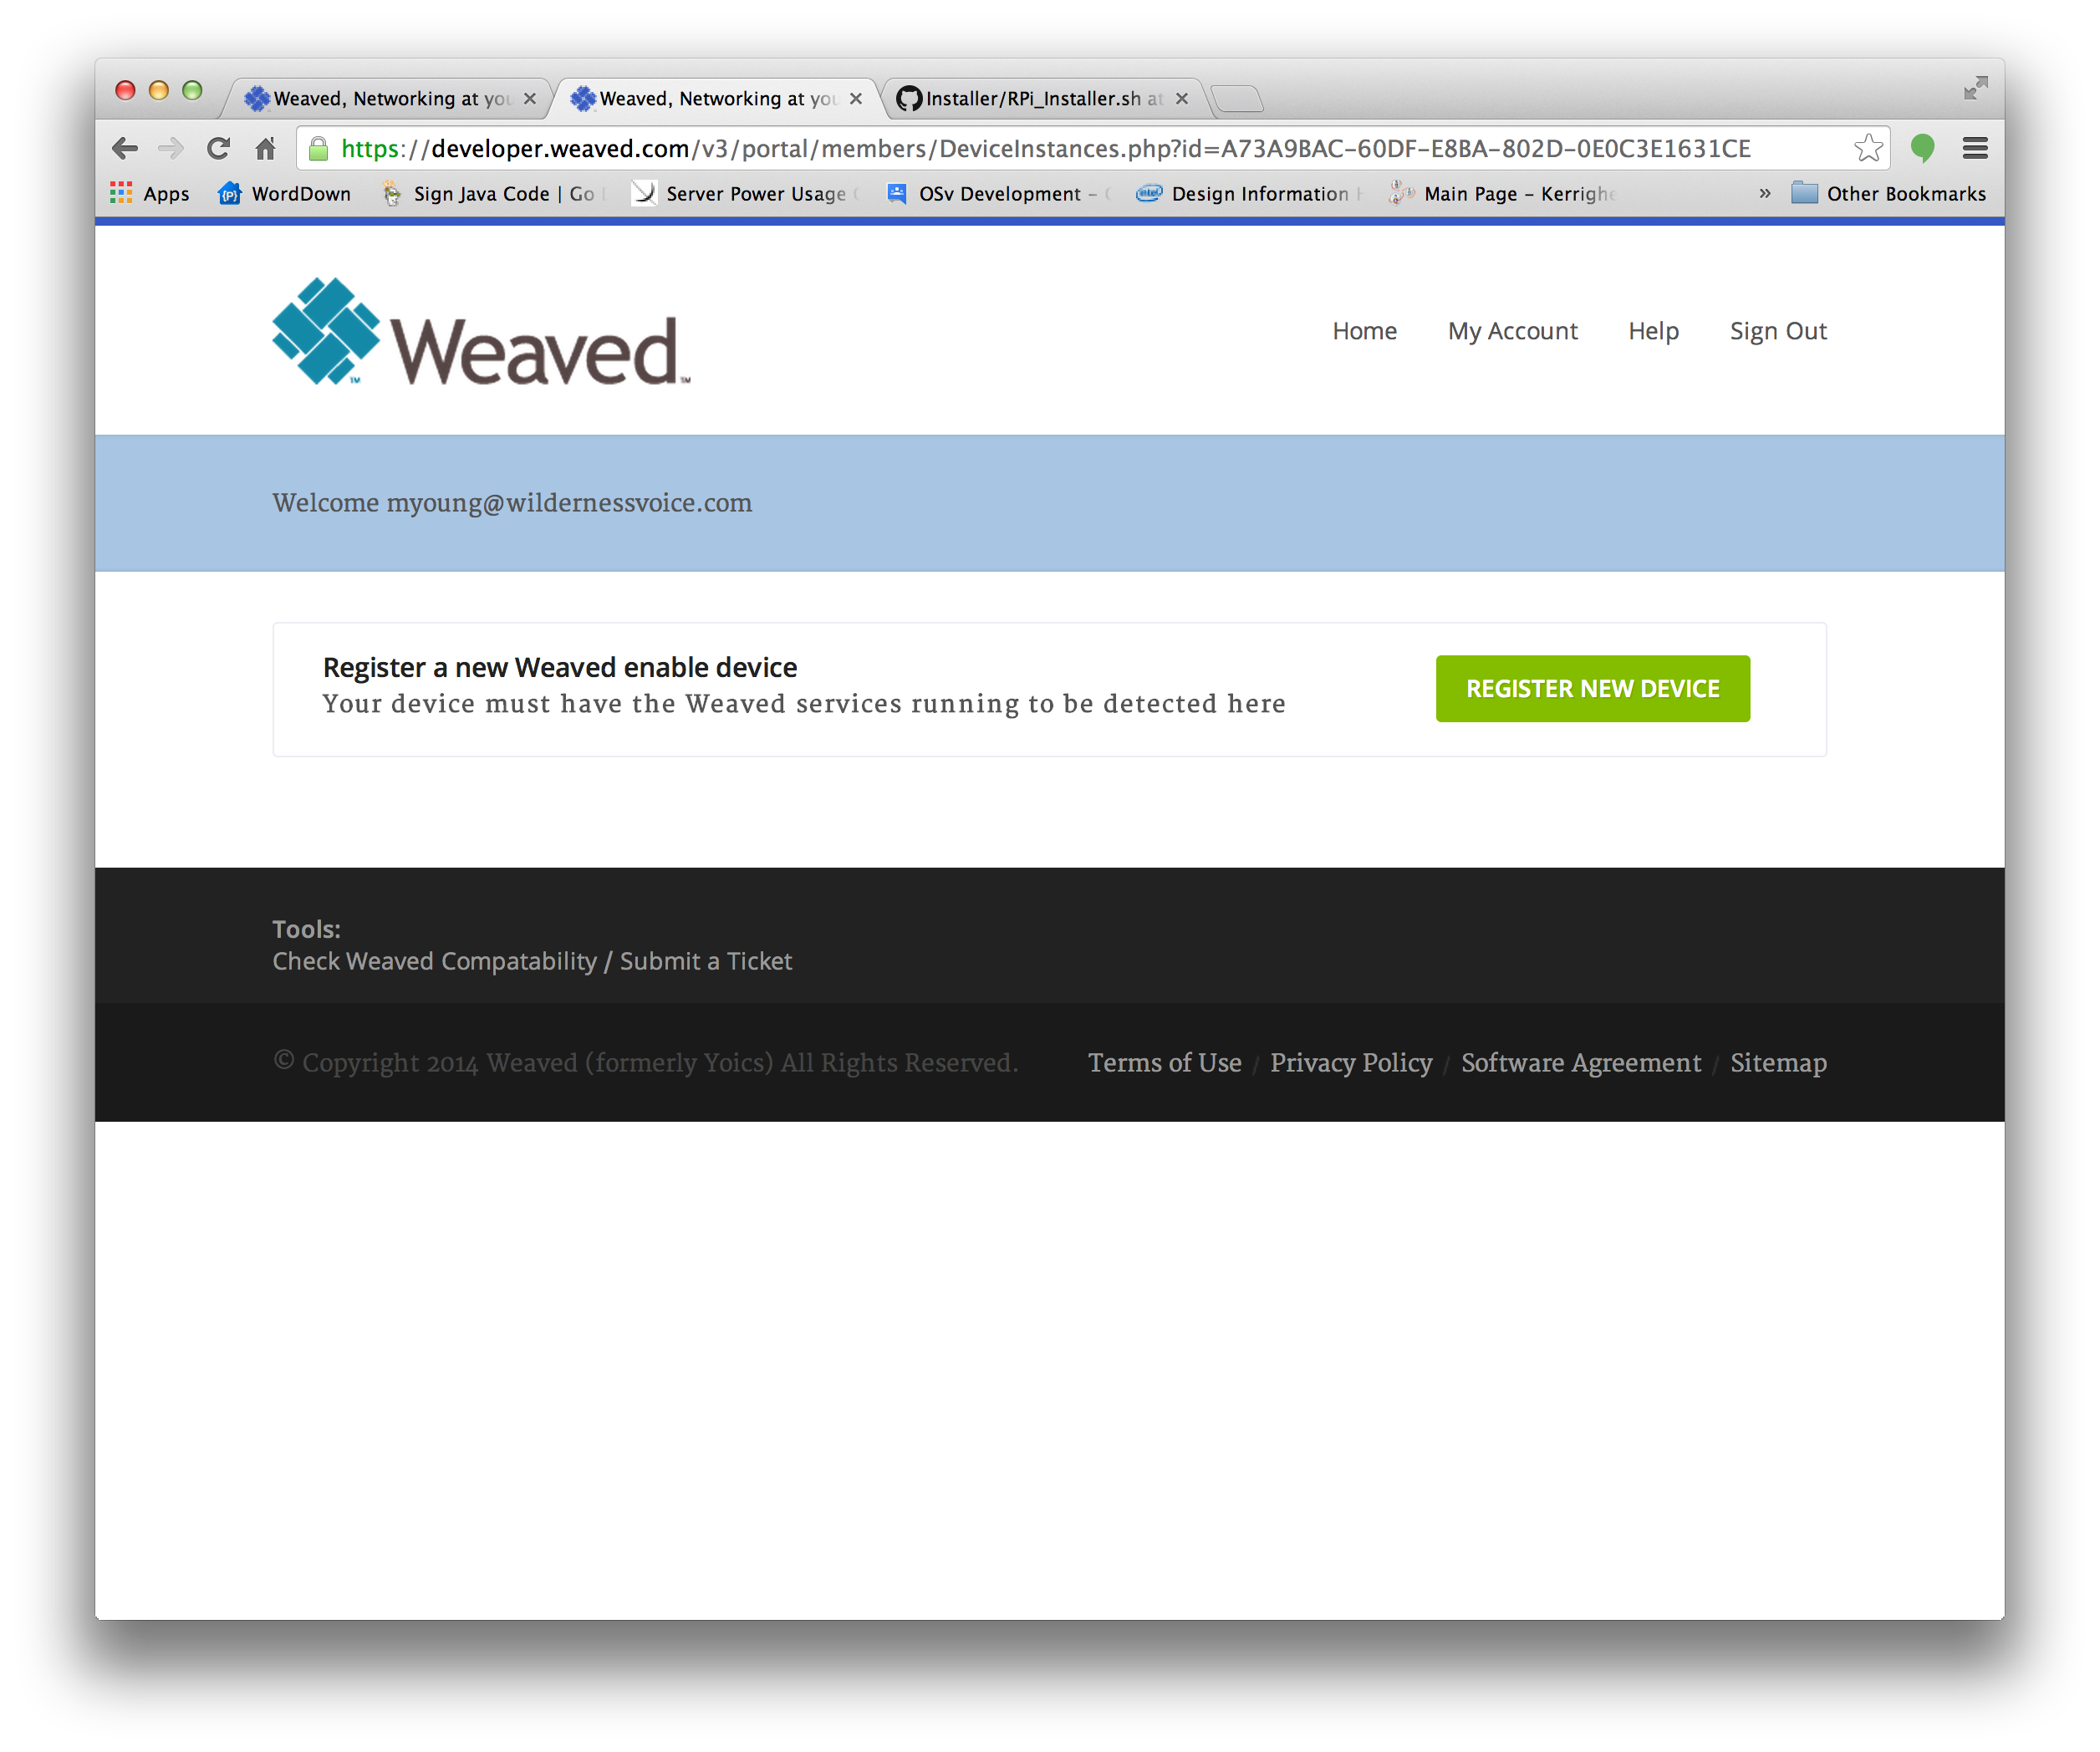 Weaved, Networking at you
Weaved, Networking at you
Installer/RPi_Installer.sh at
https://developer.weaved.com/v3/portal/members/DeviceInstances.php?id=A73A9BAC-60DF-E8BA-802D-0E0C3E1631CE
Apps WordDown Sign Java Code | Go Server Power Usage OSv Development – Design Information Main Page – Kerrighe » Other Bookmarks
Weaved™
Home My Account Help Sign Out
Welcome myoung@wildernessvoice.com
Register a new Weaved enable device
Your device must have the Weaved services running to be detected here
REGISTER NEW DEVICE
Tools:
Check Weaved Compatability / Submit a Ticket
© Copyright 2014 Weaved (formerly Yoics) All Rights Reserved.
Terms of Use / Privacy Policy / Software Agreement / Sitemap